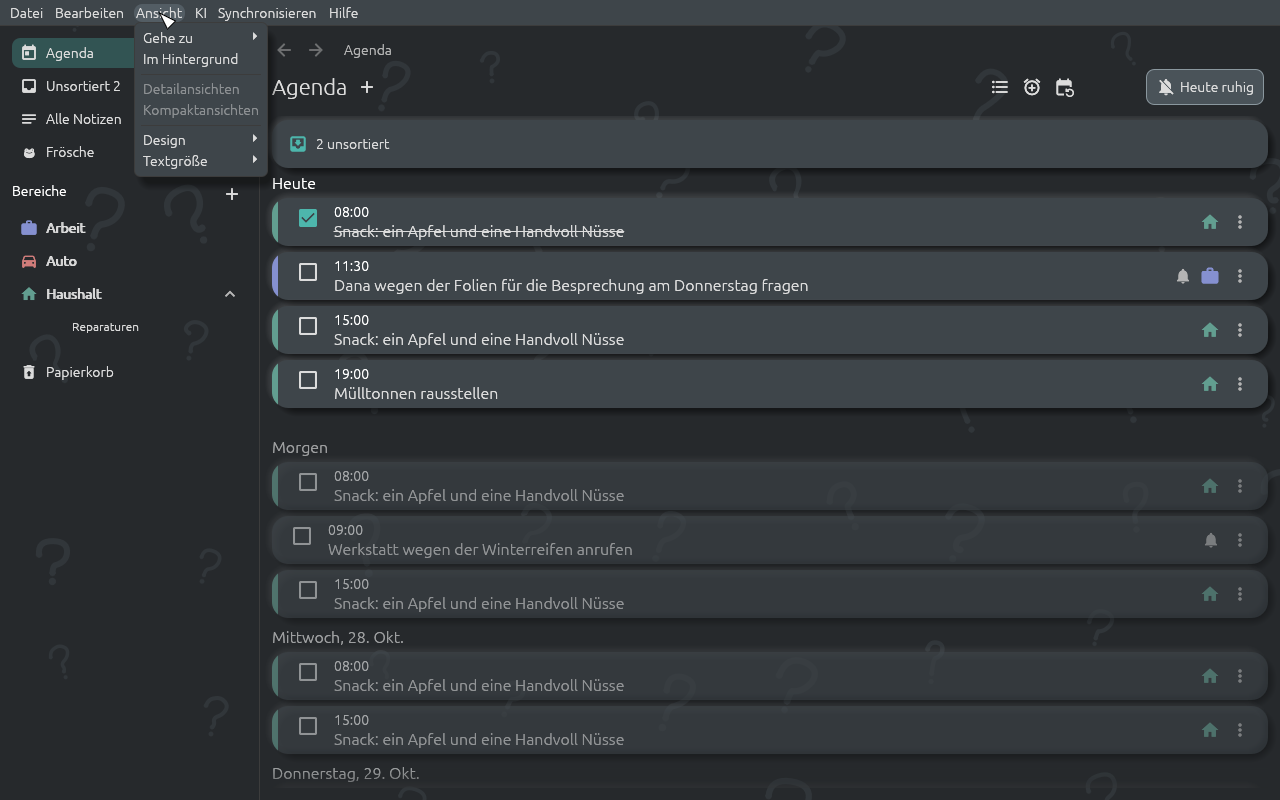 Datei Bearbeiten Ansicht KI Synchronisieren Hilfe
Gehe zu
Im Hintergrund
Detailansichten
Kompaktansichten
Design
Textgröße
Agenda
Unsortiert 2
Alle Notizen
Frösche
Bereiche
Arbeit
Auto
Haushalt
Reparaturen
Papierkorb
Agenda
Agenda
Heute ruhig
2 unsortiert
Heute
08:00
Snack: ein Apfel und eine Handvoll Nüsse
11:30
Dana wegen der Folien für die Besprechung am Donnerstag fragen
15:00
Snack: ein Apfel und eine Handvoll Nüsse
19:00
Mülltonnen rausstellen
Morgen
08:00
Snack: ein Apfel und eine Handvoll Nüsse
09:00
Werkstatt wegen der Winterreifen anrufen
15:00
Snack: ein Apfel und eine Handvoll Nüsse
Mittwoch, 28. Okt.
08:00
Snack: ein Apfel und eine Handvoll Nüsse
15:00
Snack: ein Apfel und eine Handvoll Nüsse
Donnerstag, 29. Okt.